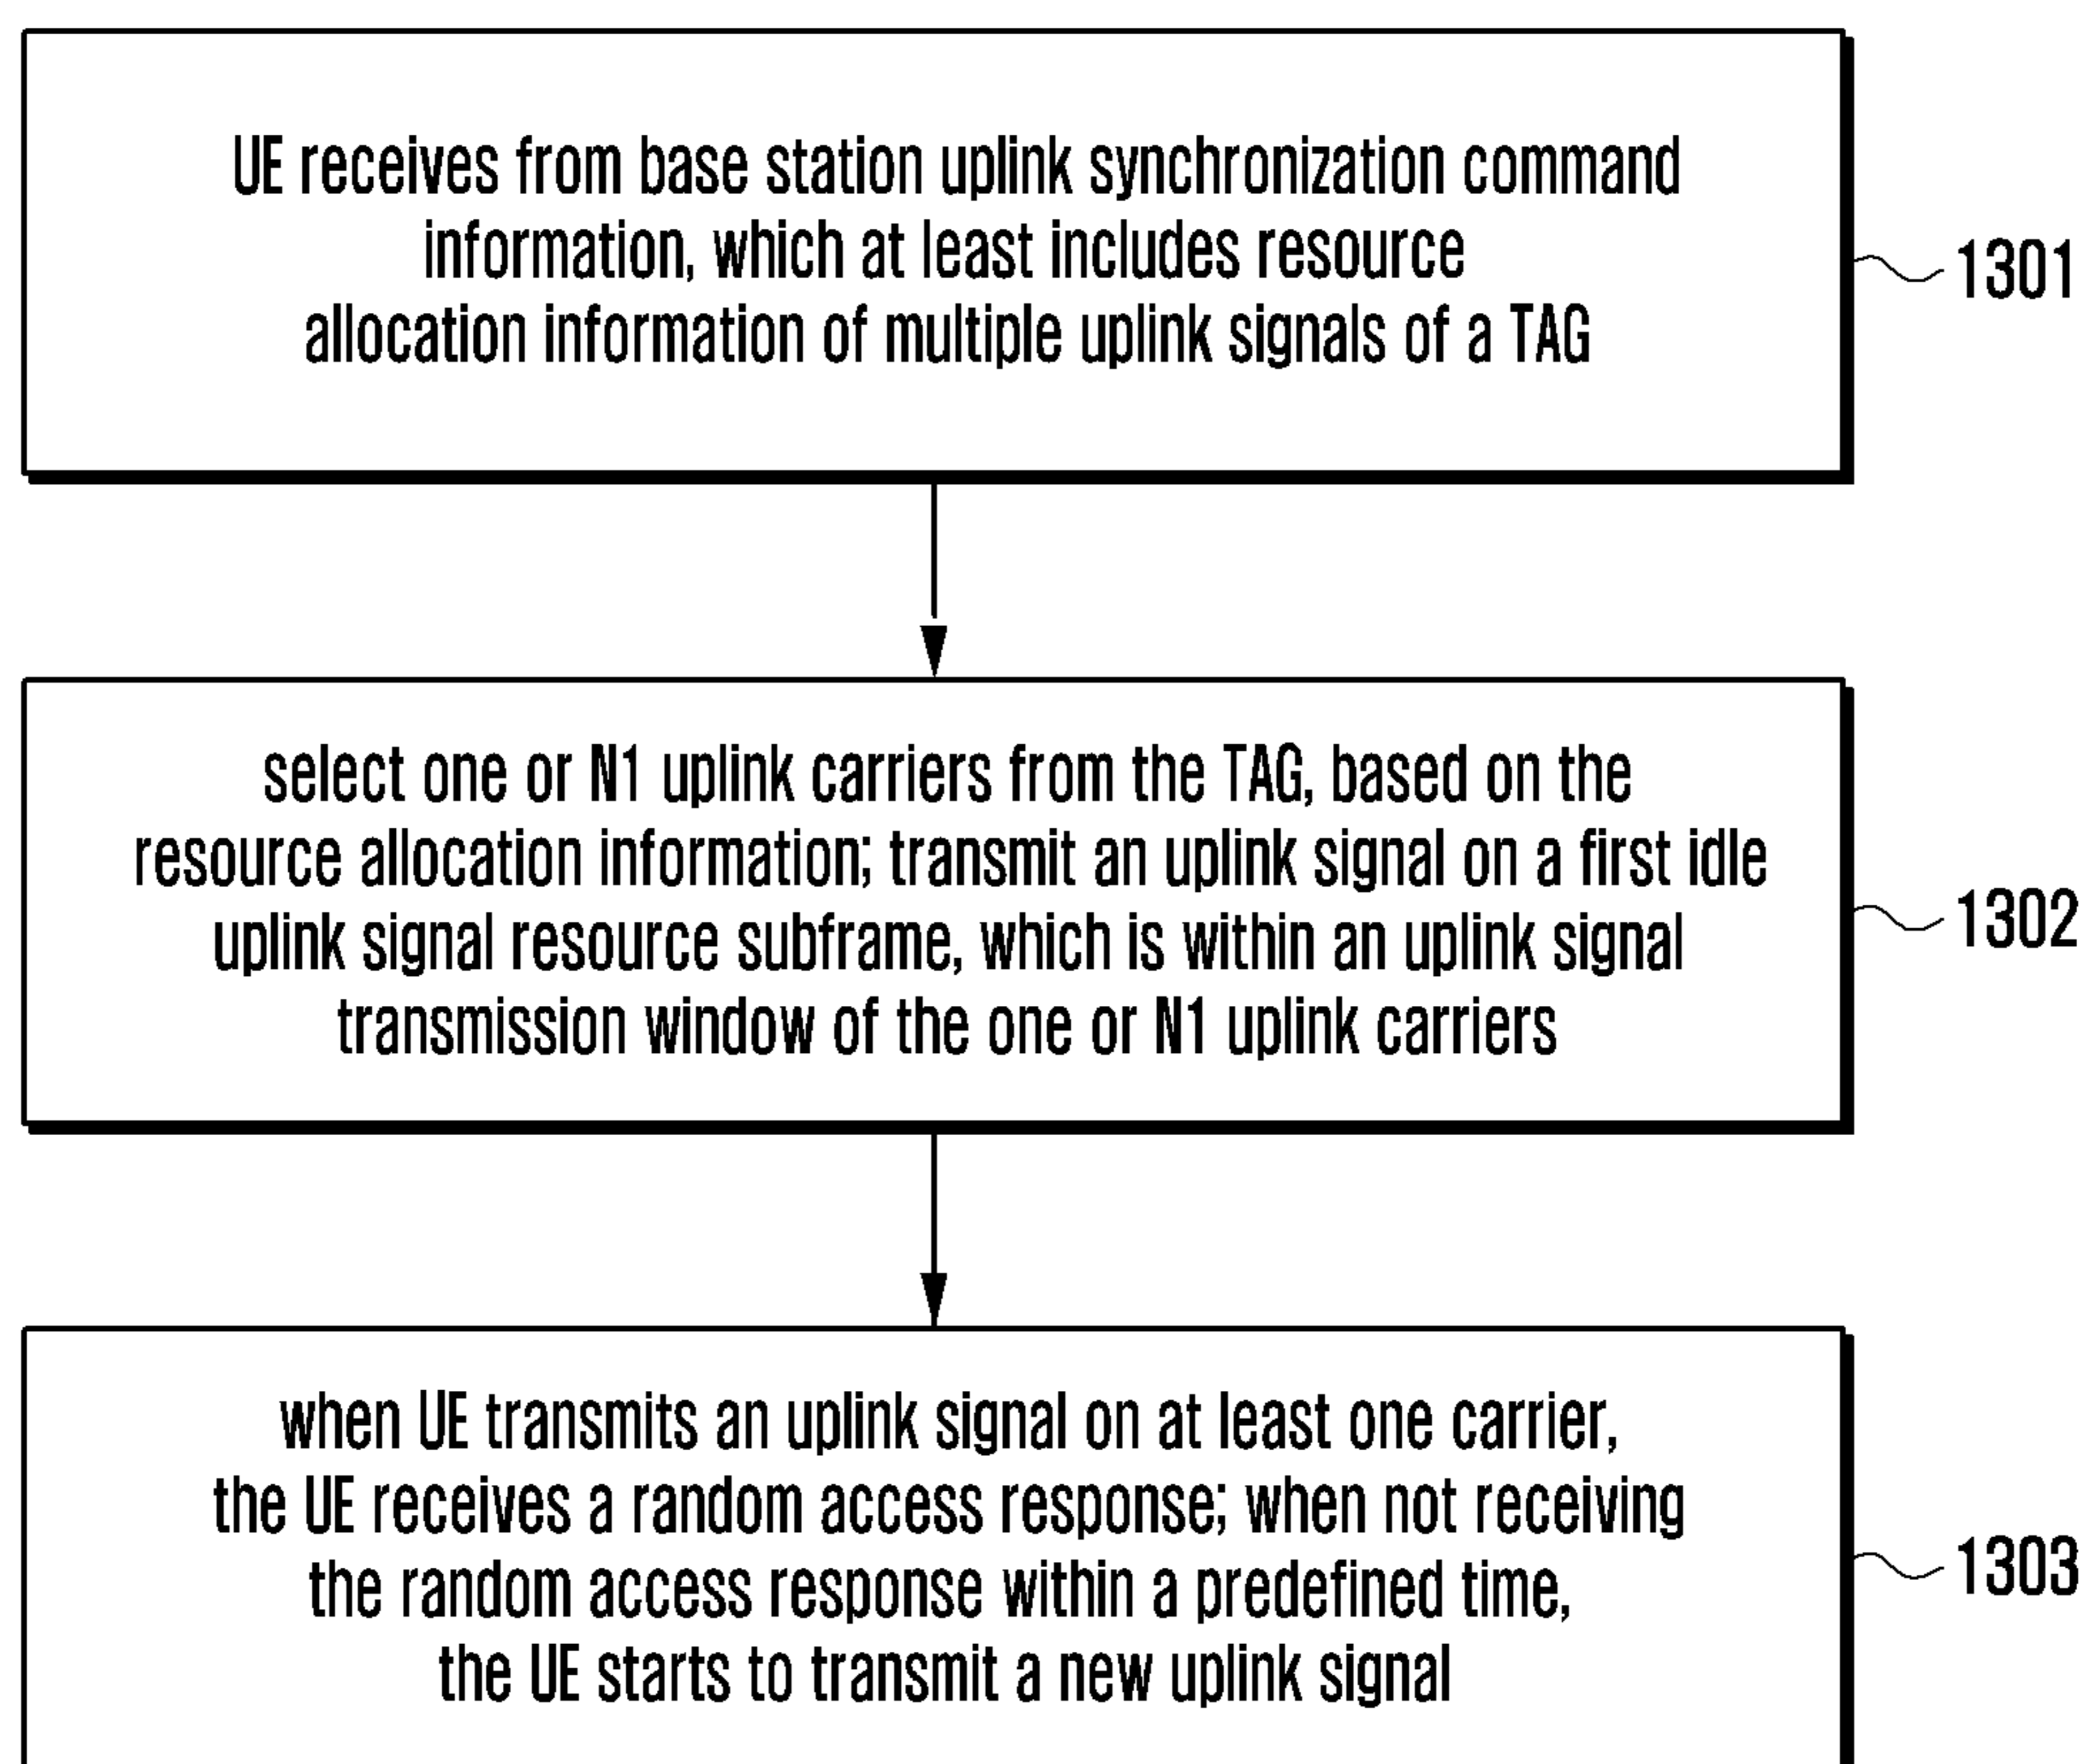 UE receives from base station uplink synchronization command
information, which at least includes resource
allocation information of multiple uplink signals of a TAG
1301
select one or N1 uplink carriers from the TAG, based on the
resource allocation information; transmit an uplink signal on a first idle
uplink signal resource subframe, which is within an uplink signal
transmission window of the one or N1 uplink carriers
1302
when UE transmits an uplink signal on at least one carrier,
the UE receives a random access response; when not receiving
the random access response within a predefined time,
the UE starts to transmit a new uplink signal
1303